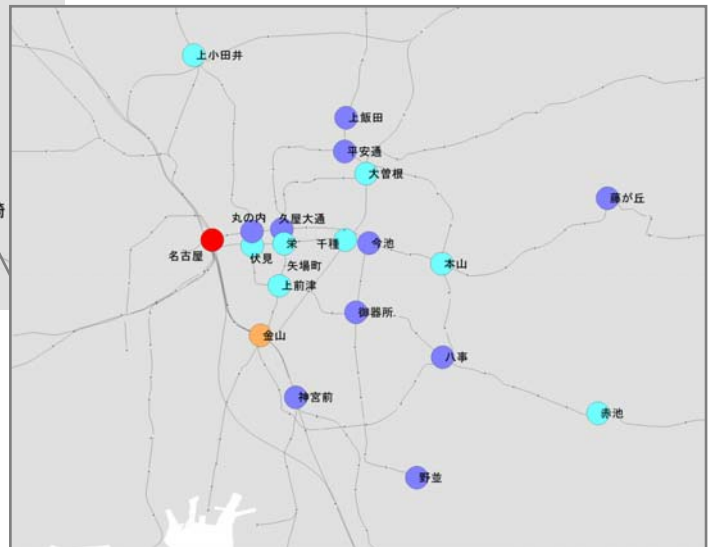 上小田井
上飯田
平安通
大曽根
藤が丘
崎
丸の内
久屋大通
名古屋
伏見
栄
千種
今池
矢場町
本山
上前津
御器所.
金山
八事
神宮前
赤池
野並